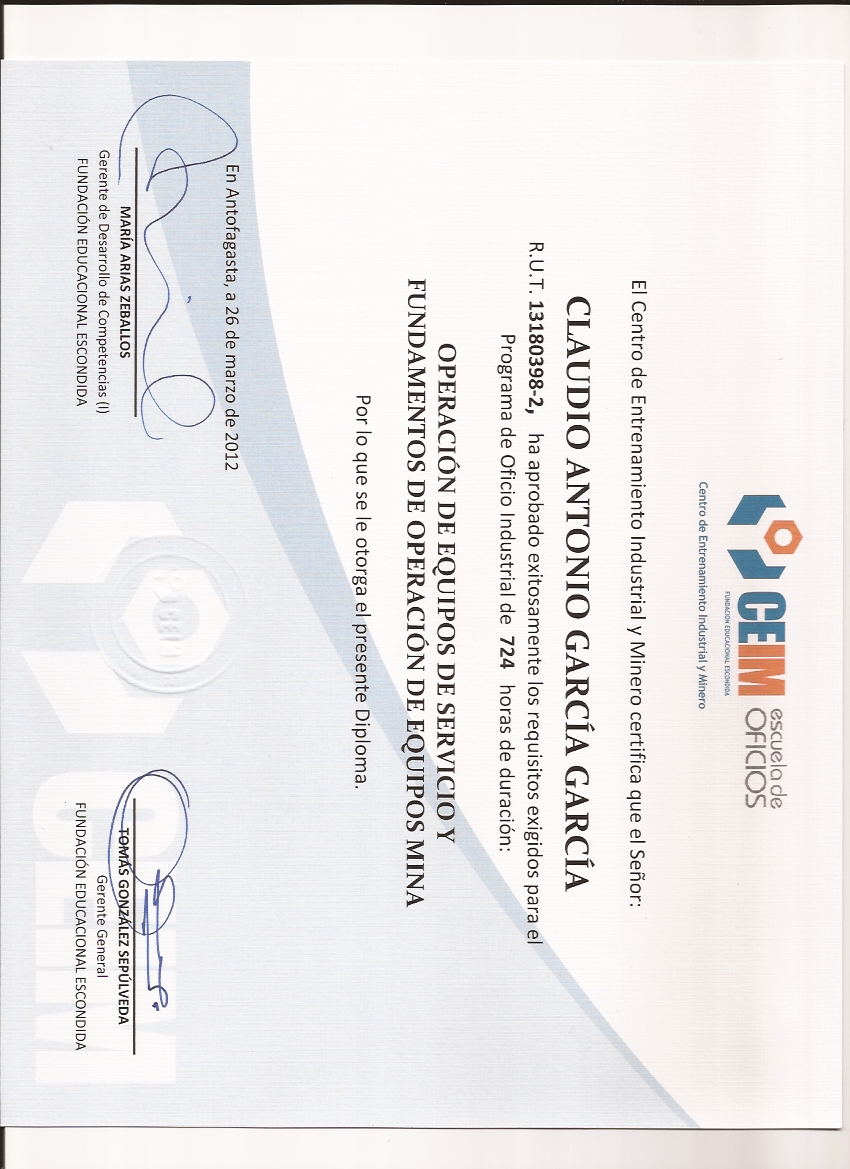 CEIM escuela de OFICIOS
FUNDACIÓN EDUCACIONAL ESCONDIDA
Centro de Entrenamiento Industrial y Minero
El Centro de Entrenamiento Industrial y Minero certifica que el Señor:
CLAUDIO ANTONIO GARCÍA GARCÍA
R.U.T. 13180398-2, ha aprobado exitosamente los requisitos exigidos para el
Programa de Oficio Industrial de 724 horas de duración:
OPERACIÓN DE EQUIPOS DE SERVICIO Y
FUNDAMENTOS DE OPERACIÓN DE EQUIPOS MINA
Por lo que se le otorga el presente Diploma.
En Antofagasta, a 26 de marzo de 2012
MARÍA ARIAS ZEBALLOS
Gerente de Desarrollo de Competencias (I)
FUNDACIÓN EDUCACIONAL ESCONDIDA
TOMÁS GONZÁLEZ SEPÚLVEDA
Gerente General
FUNDACIÓN EDUCACIONAL ESCONDIDA
CEIM
CEIM